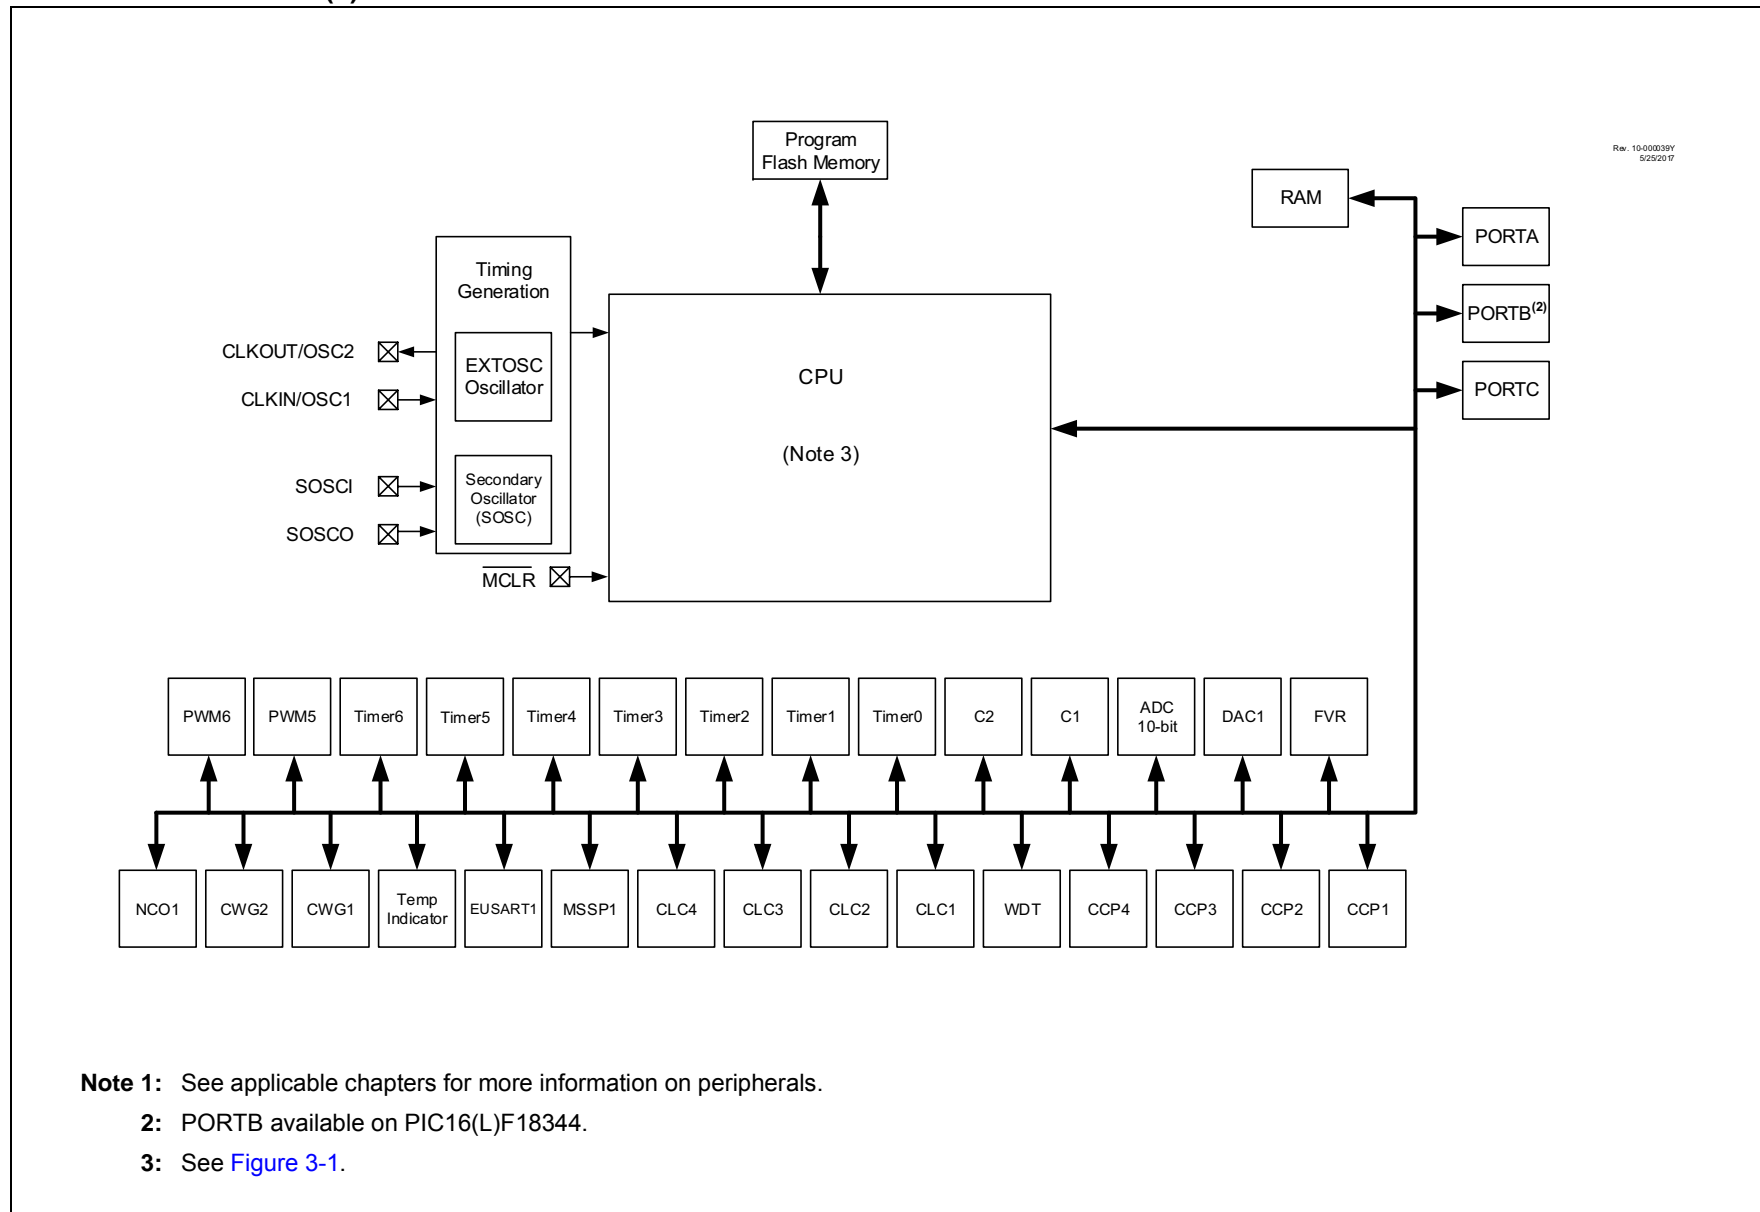 Program
Flash Memory
Rev. 10-000039Y
5/25/2017
RAM
PORTA
Timing
Generation
PORTB(2)
CLKOUT/OSC2
EXTOSC
Oscillator
CPU
PORTC
CLKIN/OSC1
(Note 3)
SOSCI
Secondary
Oscillator
(SOSC)
SOSCO
MCLR
PWM6 PWM5 Timer6 Timer5 Timer4 Timer3 Timer2 Timer1 Timer0 C2 C1 ADC 10-bit DAC1 FVR
NCO1 CWG2 CWG1 Temp Indicator EUSART1 MSSP1 CLC4 CLC3 CLC2 CLC1 WDT CCP4 CCP3 CCP2 CCP1
Note 1: See applicable chapters for more information on peripherals.
2: PORTB available on PIC16(L)F18344.
3: See Figure 3-1.